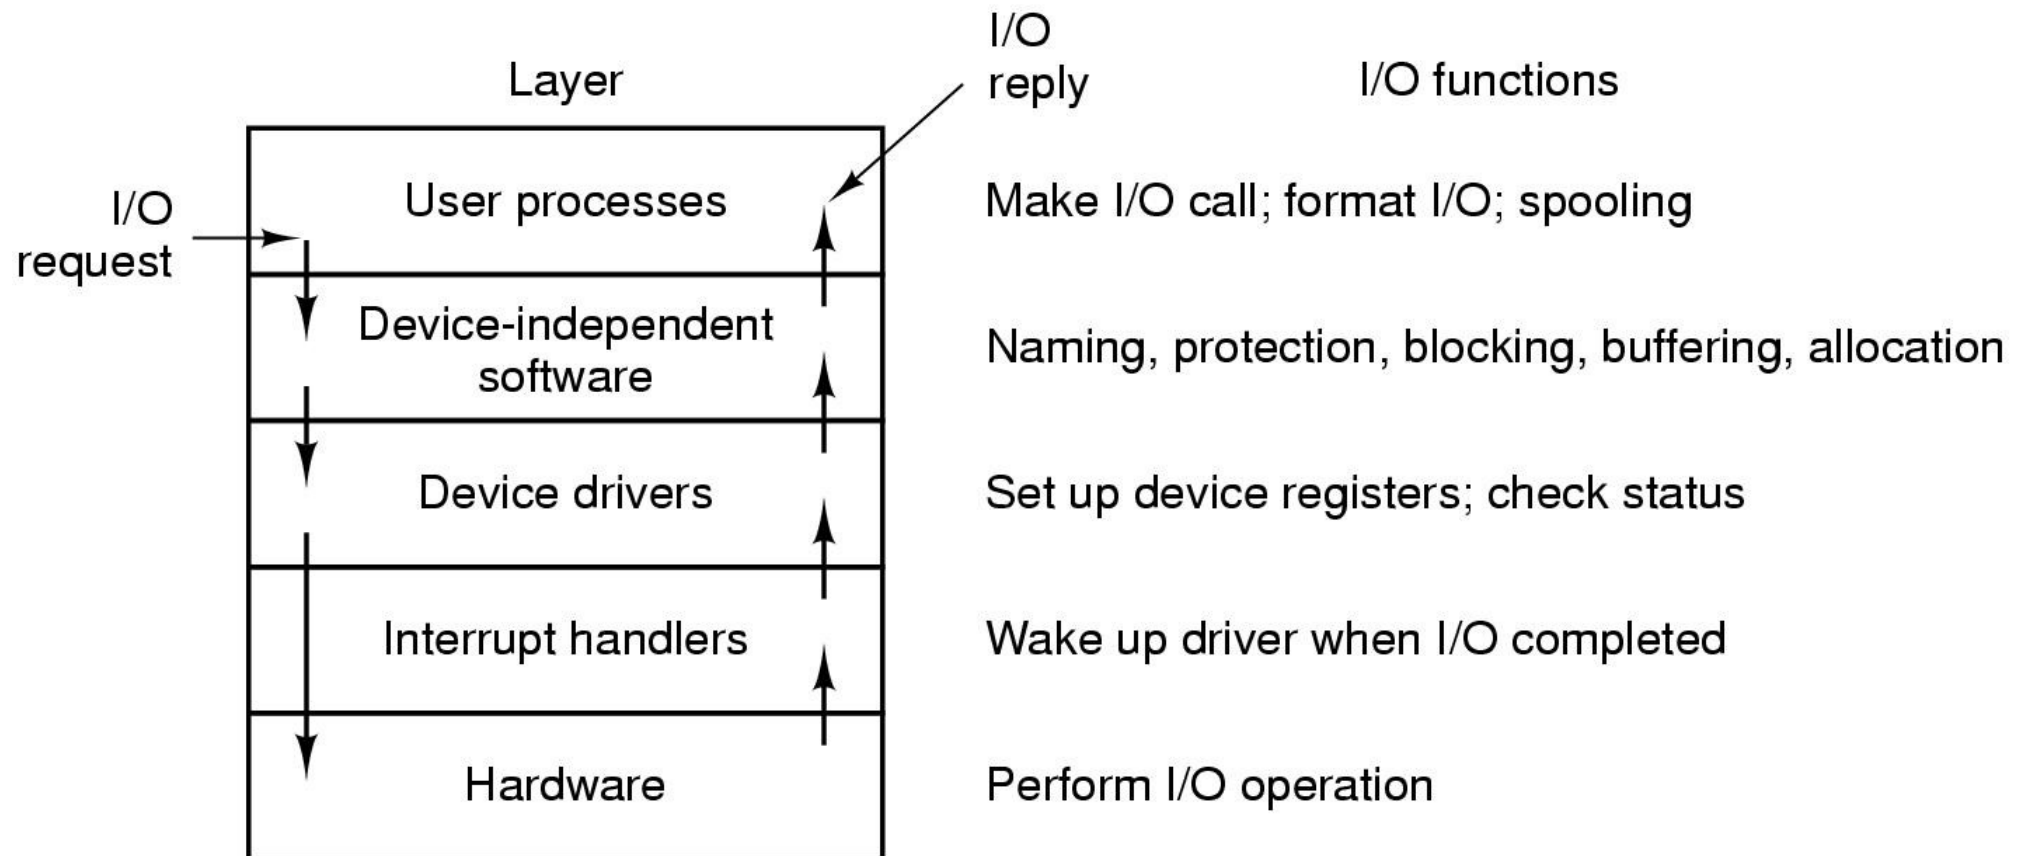 I/O
reply
Layer
I/O functions
I/O
request
User processes
Make I/O call; format I/O; spooling
Device-independent
software
Naming, protection, blocking, buffering, allocation
Device drivers
Set up device registers; check status
Interrupt handlers
Wake up driver when I/O completed
Hardware
Perform I/O operation